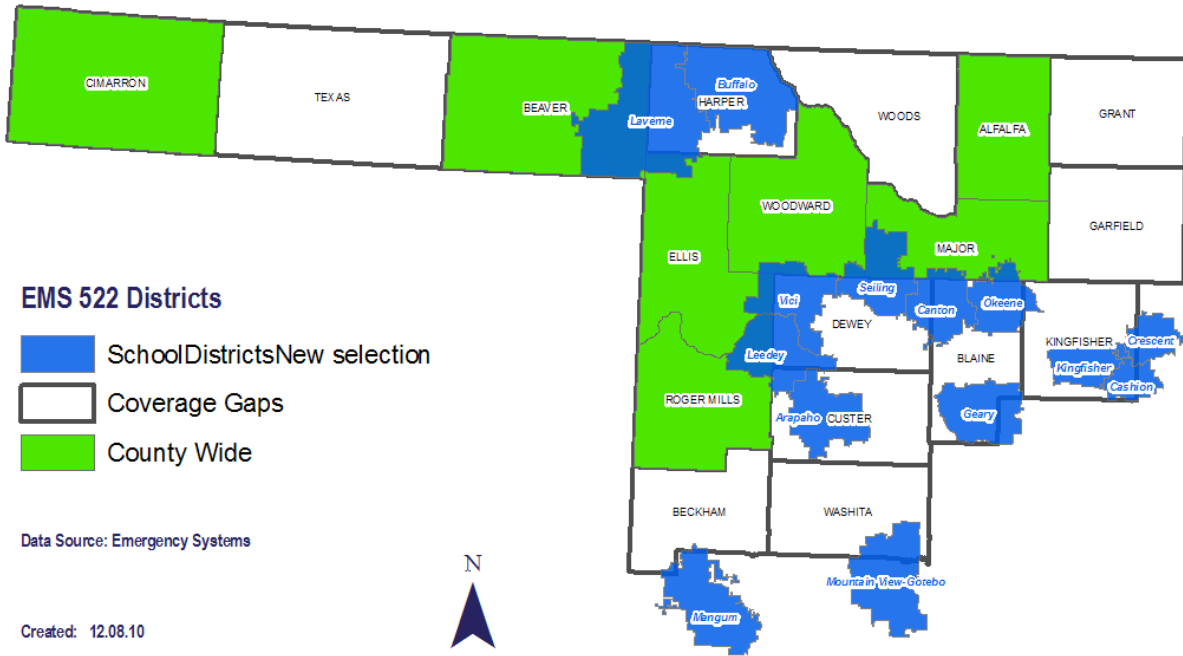 CIMARRON
TEXAS
BEAVER
Laverne
Buffalo
HARPER
WOODS
ALFALFA
GRANT
WOODWARD
MAJOR
GARFIELD
ELLIS
Vici
Seiling
Canton
Okeene
DEWEY
Leedey
BLAINE
KINGFISHER
Crescent
Kingfisher
Cashion
ROGER MILLS
Arapaho
CUSTER
Geary
BECKHAM
WASHITA
Mountain View-Gotebo
Mangum
EMS 522 Districts
SchoolDistrictsNew selection
Coverage Gaps
County Wide
Data Source: Emergency Systems
N
Created: 12.08.10